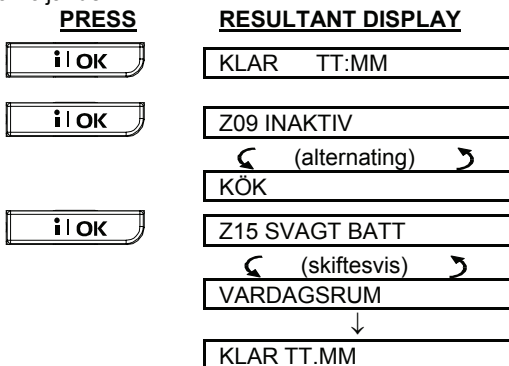 PRESS RESULTANT DISPLAY
i I OK KLAR TT:MM
i I OK Z09 INAKTIV
(alternating)
KÖK
i I OK Z15 SVAGT BATT
(skiftesvis)
VARDAGSRUM
↓
KLAR TT.MM